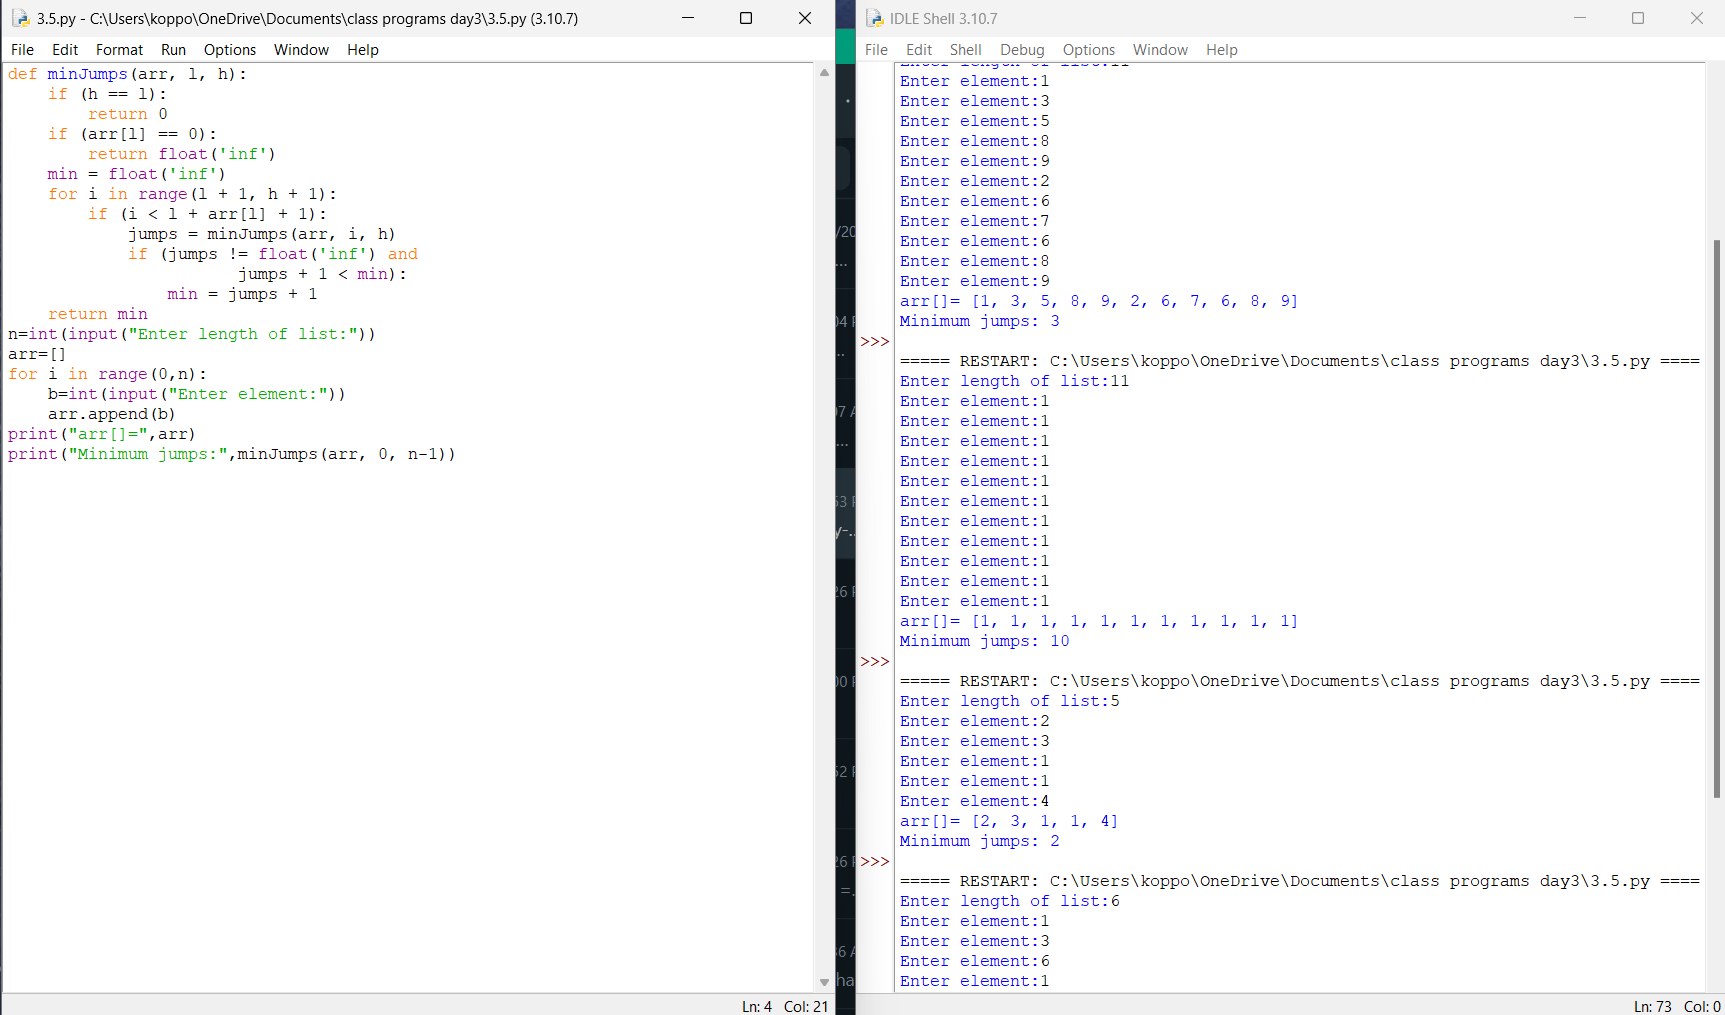 3.5.py - C:\Users\koppo\OneDrive\Documents\class programs day3\3.5.py (3.10.7)
File Edit Format Run Options Window Help
def minJumps(arr, l, h):
    if (h == l):
        return 0
    if (arr[l] == 0):
        return float('inf')
    min = float('inf')
    for i in range(l + 1, h + 1):
        if (i < l + arr[l] + 1):
            jumps = minJumps(arr, i, h)
            if (jumps != float('inf') and
                       jumps + 1 < min):
                min = jumps + 1
    return min
n=int(input("Enter length of list:"))
arr=[]
for i in range(0,n):
    b=int(input("Enter element:"))
    arr.append(b)
print("arr[]=",arr)
print("Minimum jumps:",minJumps(arr, 0, n-1))
Ln: 4 Col: 21
IDLE Shell 3.10.7
File Edit Shell Debug Options Window Help
Enter length of list:11
Enter element:1
Enter element:3
Enter element:5
Enter element:8
Enter element:9
Enter element:2
Enter element:6
Enter element:7
Enter element:6
Enter element:8
Enter element:9
arr[]= [1, 3, 5, 8, 9, 2, 6, 7, 6, 8, 9]
Minimum jumps: 3
>>>
===== RESTART: C:\Users\koppo\OneDrive\Documents\class programs day3\3.5.py ====
Enter length of list:11
Enter element:1
Enter element:1
Enter element:1
Enter element:1
Enter element:1
Enter element:1
Enter element:1
Enter element:1
Enter element:1
Enter element:1
Enter element:1
arr[]= [1, 1, 1, 1, 1, 1, 1, 1, 1, 1, 1]
Minimum jumps: 10
>>>
===== RESTART: C:\Users\koppo\OneDrive\Documents\class programs day3\3.5.py ====
Enter length of list:5
Enter element:2
Enter element:3
Enter element:1
Enter element:1
Enter element:4
arr[]= [2, 3, 1, 1, 4]
Minimum jumps: 2
>>>
===== RESTART: C:\Users\koppo\OneDrive\Documents\class programs day3\3.5.py ====
Enter length of list:6
Enter element:1
Enter element:3
Enter element:6
Enter element:1
Ln: 73 Col: 0